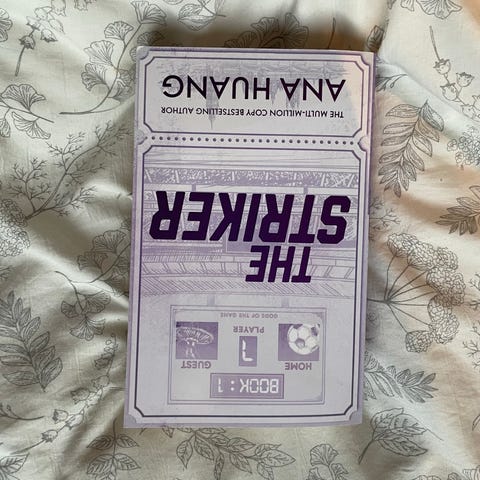 BOOK : 1
HOME 7 GUEST
PLAYER
GODS OF THE GAME
THE
STRIKER
THE MULTI-MILLION COPY BESTSELLING AUTHOR
ANA HUANG